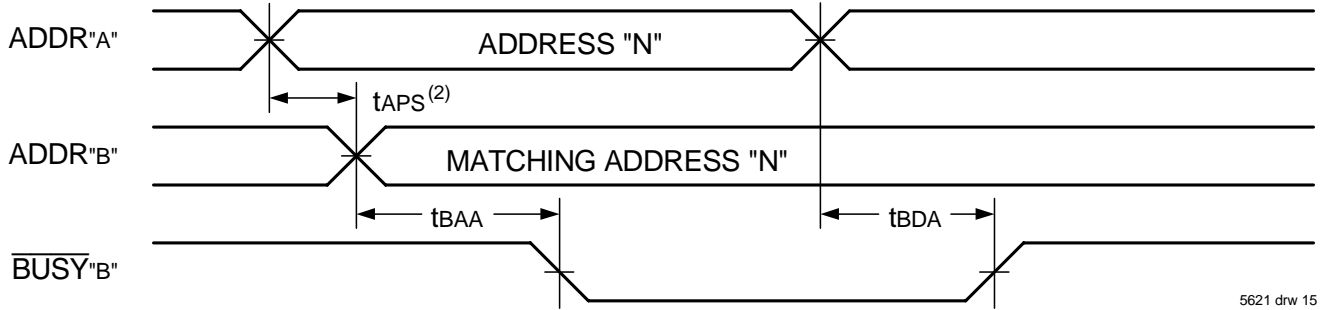 ADDR"A"
ADDRESS "N"
tAPS(2)
ADDR"B"
MATCHING ADDRESS "N"
tBAA
tBDA
BUSY"B"
5621 drw 15